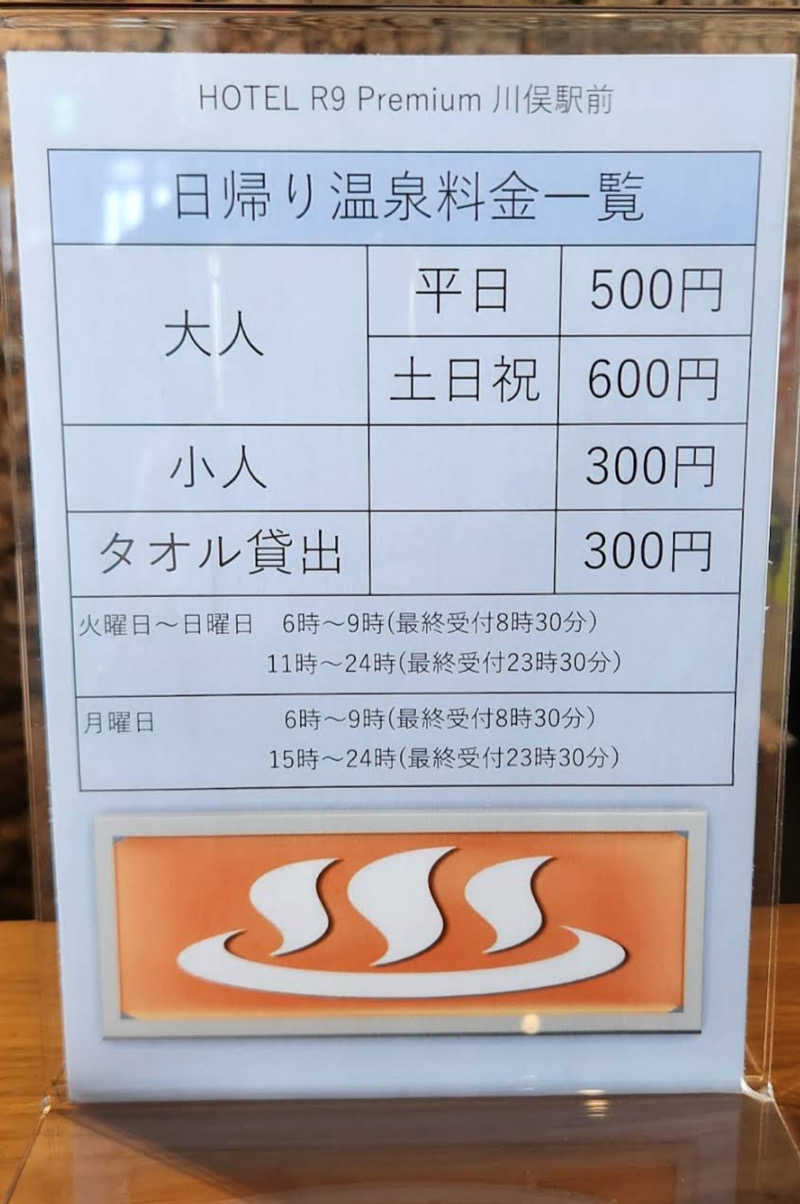 HOTEL R9 Premium 川俣駅前
日帰り温泉料金一覧
大人 平日 500円
土日祝 600円
小人 300円
タオル貸出 300円
火曜日～日曜日 6時～9時(最終受付8時30分)
11時～24時(最終受付23時30分)
月曜日 6時～9時(最終受付8時30分)
15時～24時(最終受付23時30分)